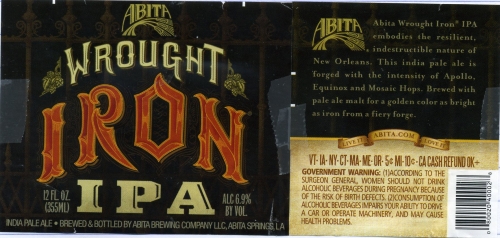 ABITA
WROUGHT
IRON®
12 FL. OZ.
(355ML)
IPA
ALC 6.9%
BY VOL.
INDIA PALE ALE • BREWED & BOTTLED BY ABITA BREWING COMPANY LLC, ABITA SPRINGS, LA
ABITA
Abita Wrought Iron® IPA
embodies the resilient,
indestructible nature of
New Orleans. This india pale ale is
forged with the intensity of Apollo,
Equinox and Mosaic Hops. Brewed with
pale ale malt for a golden color as bright
as iron from a fiery forge.
LIVE IT ABITA.COM LOVE IT
VT-IA-NY-CT-MA-ME-OR-5¢ MI-10¢-CA CASH REFUND OK+
GOVERNMENT WARNING: (1)ACCORDING TO THE
SURGEON GENERAL, WOMEN SHOULD NOT DRINK
ALCOHOLIC BEVERAGES DURING PREGNANCY BECAUSE
OF THE RISK OF BIRTH DEFECTS. (2)CONSUMPTION OF
ALCOHOLIC BEVERAGES IMPAIRS YOUR ABILITY TO DRIVE
A CAR OR OPERATE MACHINERY, AND MAY CAUSE
HEALTH PROBLEMS.